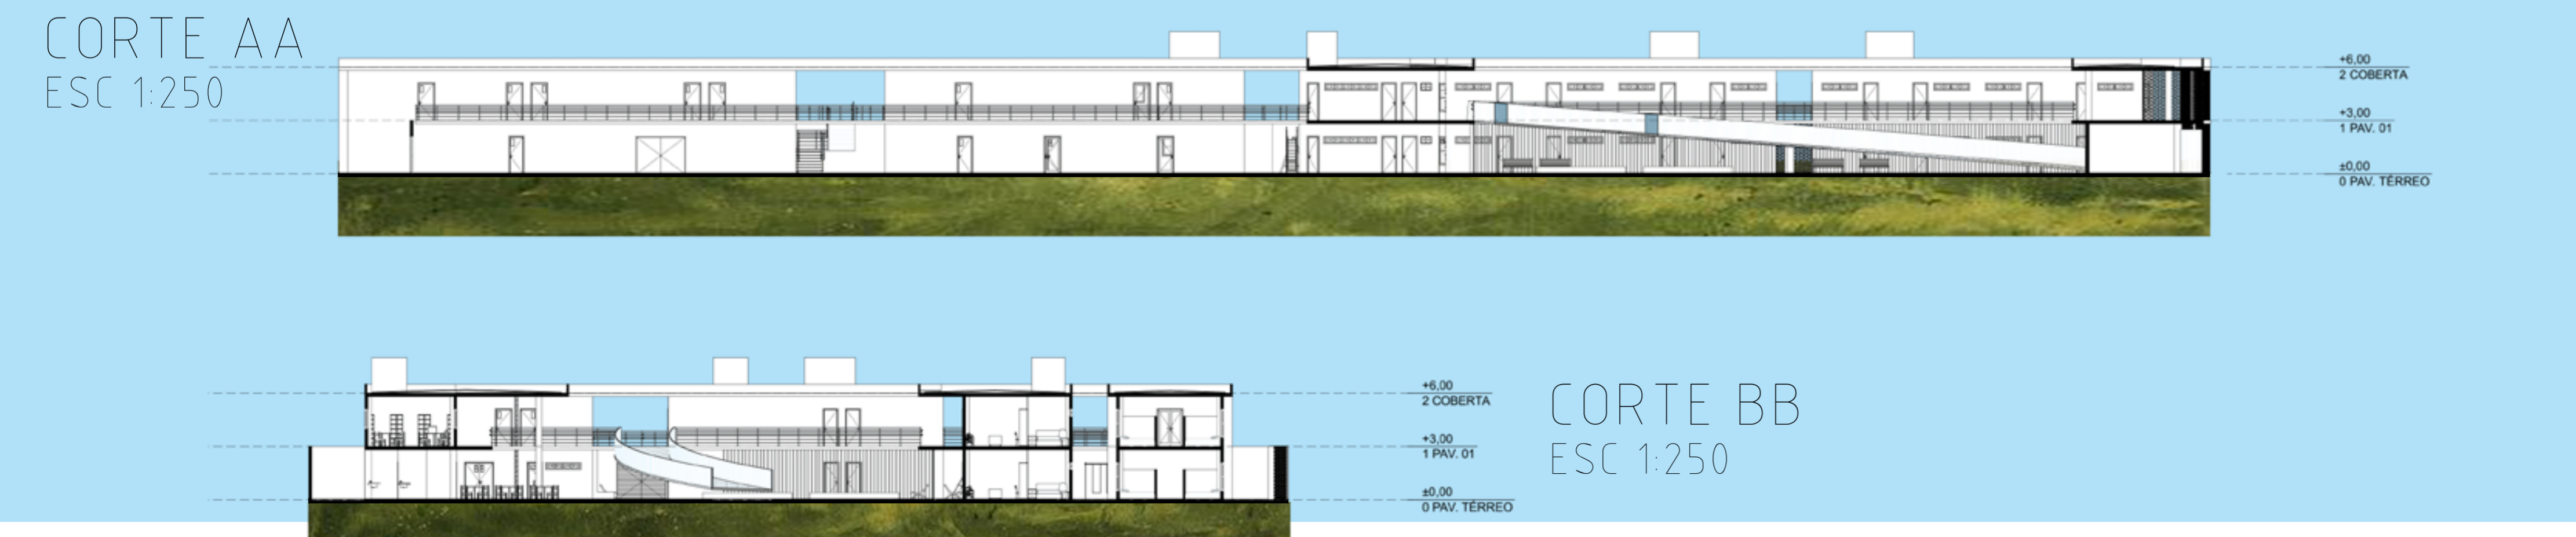 CORTE AA
ESC 1:250
+6,00
2 COBERTA
+3,00
1 PAV. 01
±0,00
0 PAV. TÉRREO
+6,00
2 COBERTA
+3,00
1 PAV. 01
±0,00
0 PAV. TÉRREO
CORTE BB
ESC 1:250